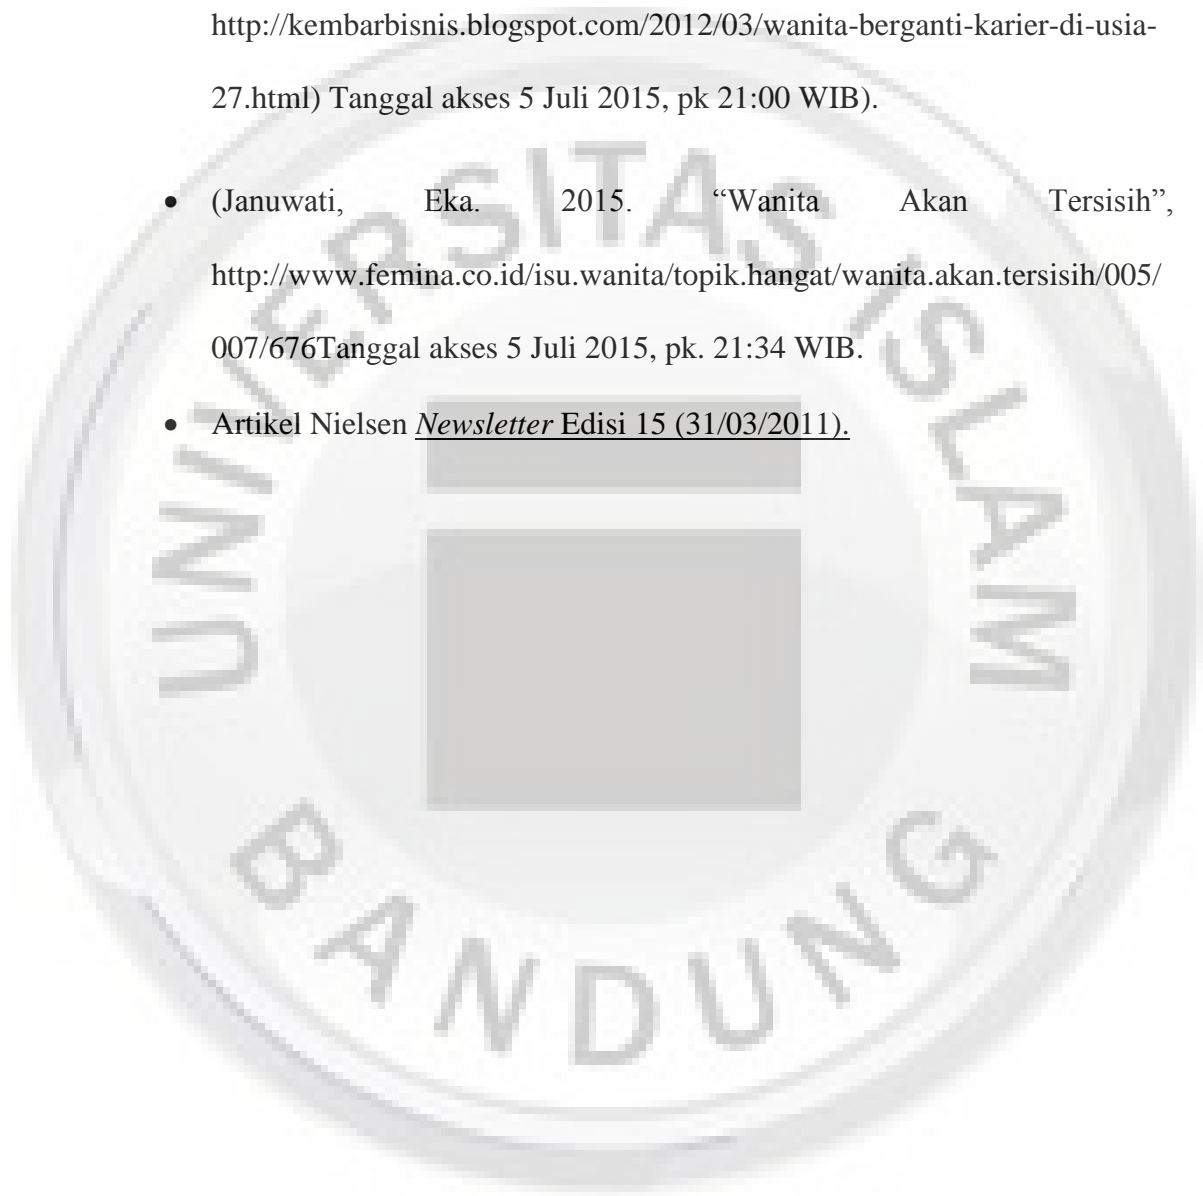 http://kembarbisnis.blogspot.com/2012/03/wanita-berganti-karier-di-usia-
27.html) Tanggal akses 5 Juli 2015, pk 21:00 WIB).
• (Januwati, Eka. 2015. “Wanita Akan Tersisih”,
http://www.femina.co.id/isu.wanita/topik.hangat/wanita.akan.tersisih/005/
007/676Tanggal akses 5 Juli 2015, pk. 21:34 WIB.
• Artikel Nielsen Newsletter Edisi 15 (31/03/2011).
UNIVERSITAS ISLAM
BANDUNG